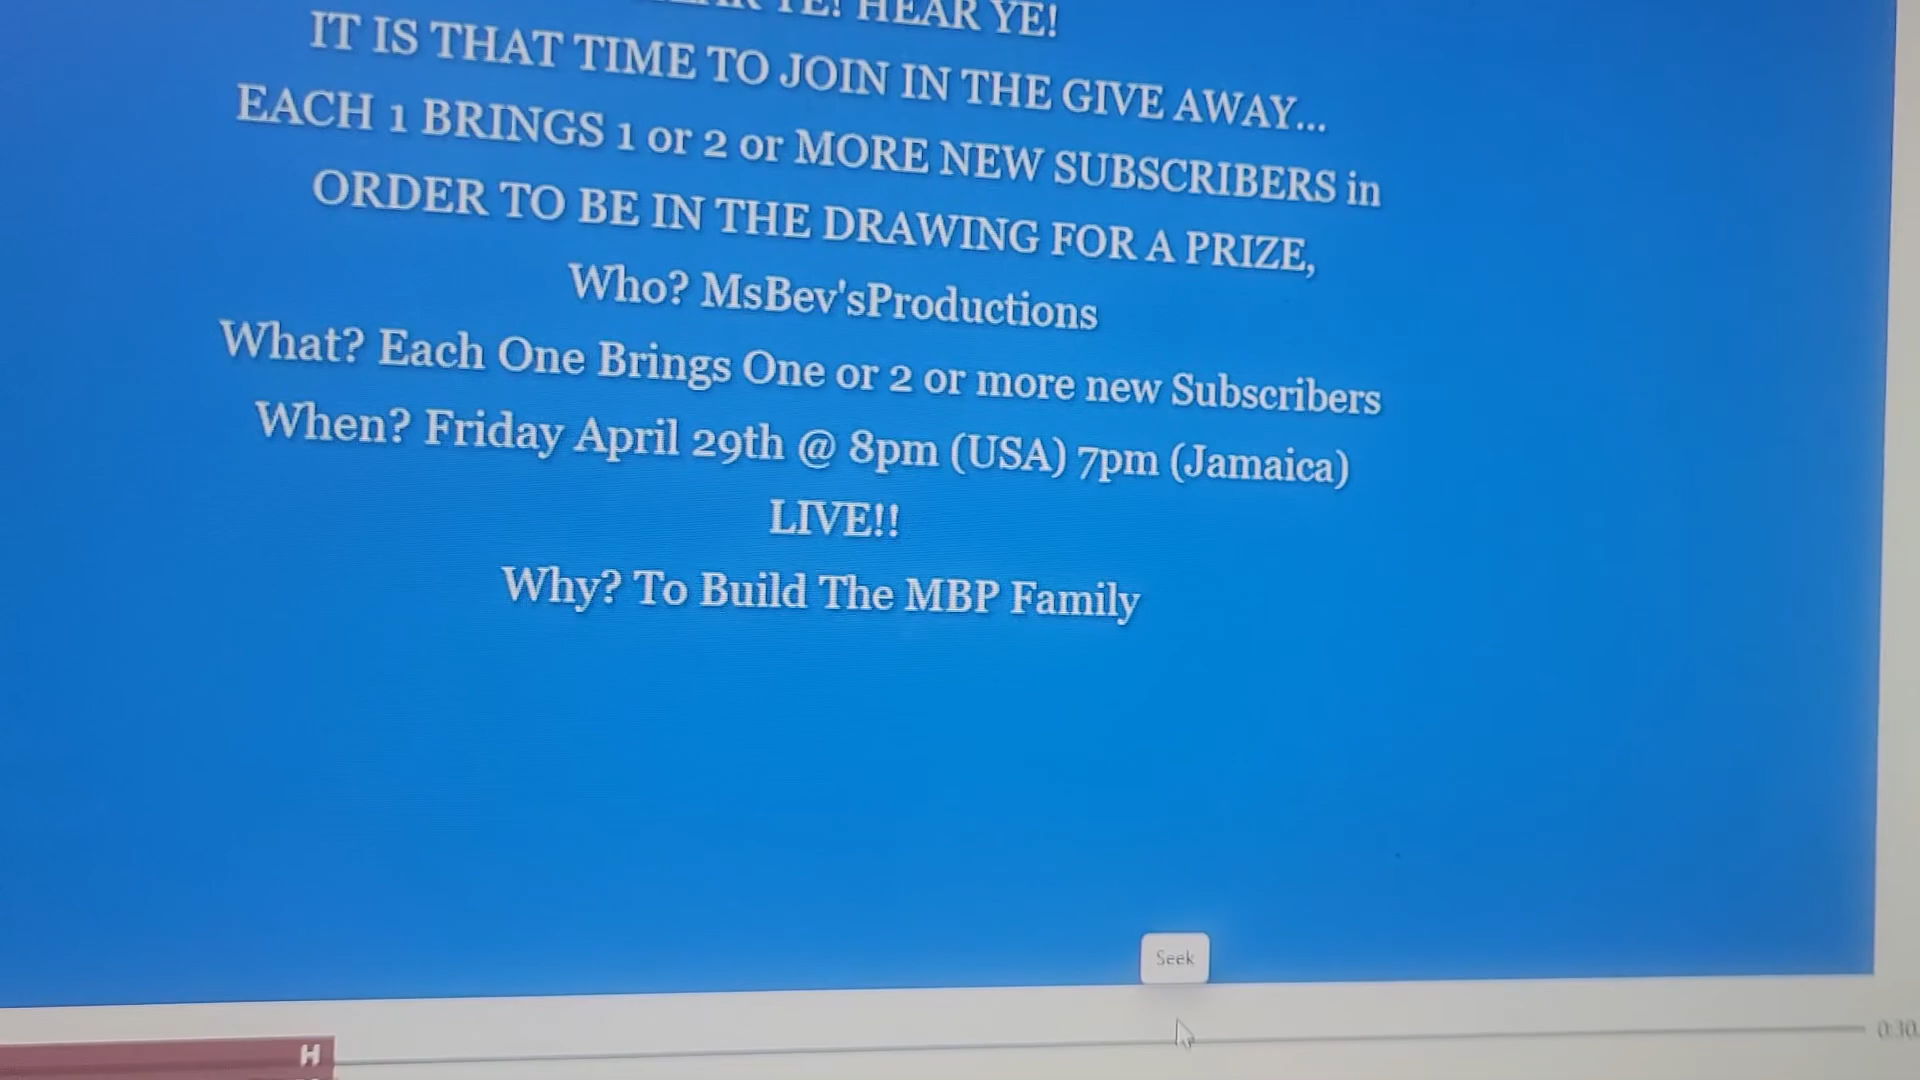 YE! HEAR YE!
IT IS THAT TIME TO JOIN IN THE GIVE AWAY...
EACH 1 BRINGS 1 or 2 or MORE NEW SUBSCRIBERS in
ORDER TO BE IN THE DRAWING FOR A PRIZE,
Who? MsBev'sProductions
What? Each One Brings One or 2 or more new Subscribers
When? Friday April 29th @ 8pm (USA) 7pm (Jamaica)
LIVE!!
Why? To Build The MBP Family
Seek
0:30
H